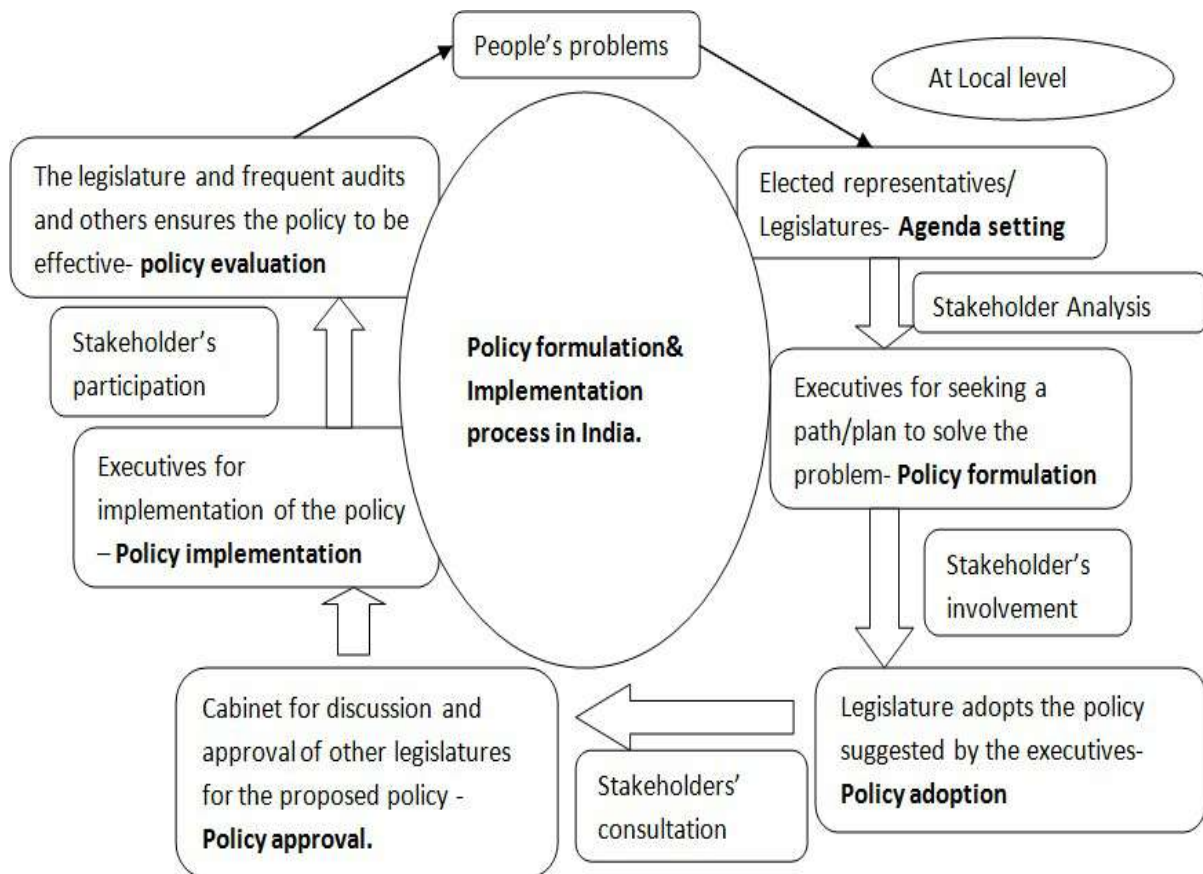 People's problems
At Local level
Elected representatives/
Legislatures- Agenda setting
Stakeholder Analysis
Executives for seeking a
path/plan to solve the
problem- Policy formulation
Stakeholder's
involvement
Legislature adopts the policy
suggested by the executives-
Policy adoption
Stakeholders'
consultation
Cabinet for discussion and
approval of other legislatures
for the proposed policy -
Policy approval.
Executives for
implementation of the policy
– Policy implementation
Stakeholder's
participation
The legislature and frequent audits
and others ensures the policy to be
effective- policy evaluation
Policy formulation&
Implementation
process in India.